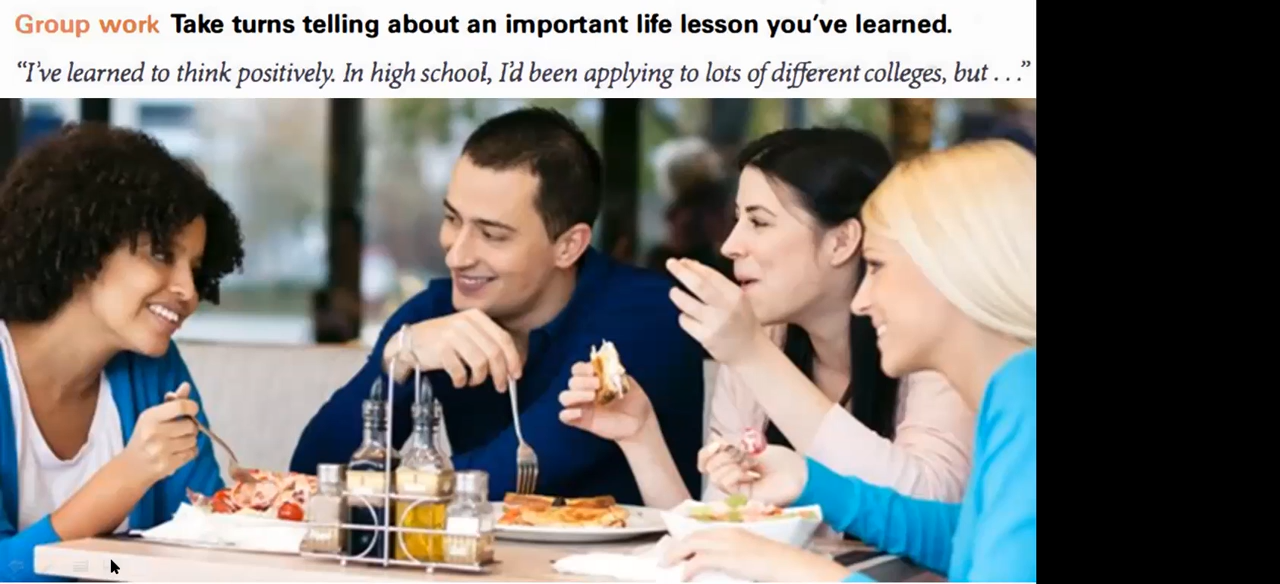 Group work Take turns telling about an important life lesson you've learned.
“I've learned to think positively. In high school, I'd been applying to lots of different colleges, but . . .”